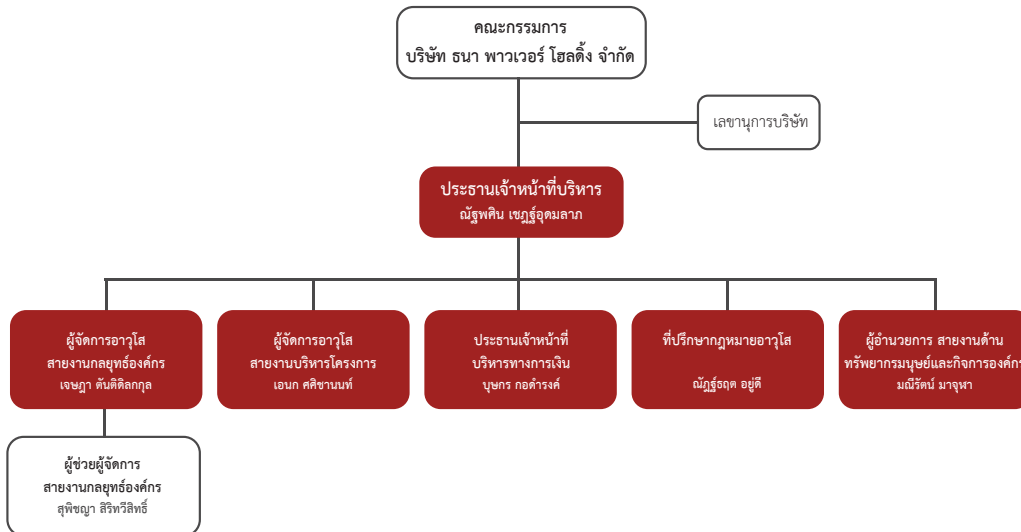 คณะกรรมการ
บริษัท ธนา พาวเวอร์ โฮลดิ้ง จำกัด
เลขานุการบริษัท
ประธานเจ้าหน้าที่บริหาร
ณัฐพศิน เชฏฐ์อุดมลาภ
ผู้จัดการอาวุโส
สายงานกลยุทธ์องค์กร
เจษฎา ตันติดิลกกุล
ผู้จัดการอาวุโส
สายงานบริหารโครงการ
เอนก ศศิชานนท์
ประธานเจ้าหน้าที่
บริหารทางการเงิน
บุษกร กอดำรงค์
ที่ปรึกษากฎหมายอาวุโส
ณัฏฐ์ธฤต อยู่ดี
ผู้อำนวยการ สายงานด้าน
ทรัพยากรมนุษย์และกิจการองค์กร
มณีรัตน์ มาจุฬา
ผู้ช่วยผู้จัดการ
สายงานกลยุทธ์องค์กร
สุพิชญา สิริทวีสิทธิ์